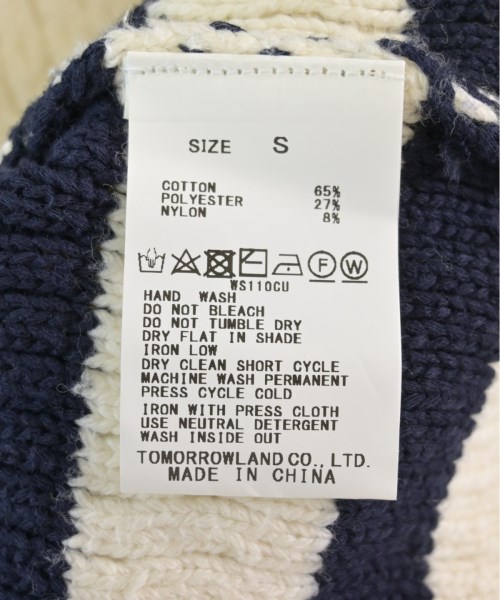 SIZE S
COTTON 65%
POLYESTER 27%
NYLON 8%
F W
WS110CU
HAND WASH
DO NOT BLEACH
DO NOT TUMBLE DRY
DRY FLAT IN SHADE
IRON LOW
DRY CLEAN SHORT CYCLE
MACHINE WASH PERMANENT
PRESS CYCLE COLD
IRON WITH PRESS CLOTH
USE NEUTRAL DETERGENT
WASH INSIDE OUT
TOMORROWLAND CO., LTD.
MADE IN CHINA